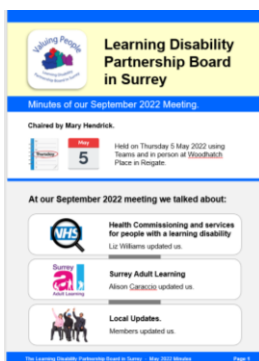 Valuing People
Learning Disability
Partnership Board
in Surrey
Minutes of our September 2022 Meeting.
Chaired by Mary Hendrick.
Thursday
May
5
Held on Thursday 5 May 2022 using
Teams and in person at Woodhatch
Place in Reigate.
At our September 2022 meeting we talked about:
NHS
Health Commissioning and services
for people with a learning disability
Liz Williams updated us.
Surrey
Adult Learning
Surrey Adult Learning
Alison Caraccio updated us.
Local Updates.
Members updated us.
The Learning Disability Partnership Board in Surrey - May 2022 Minutes
Page 1